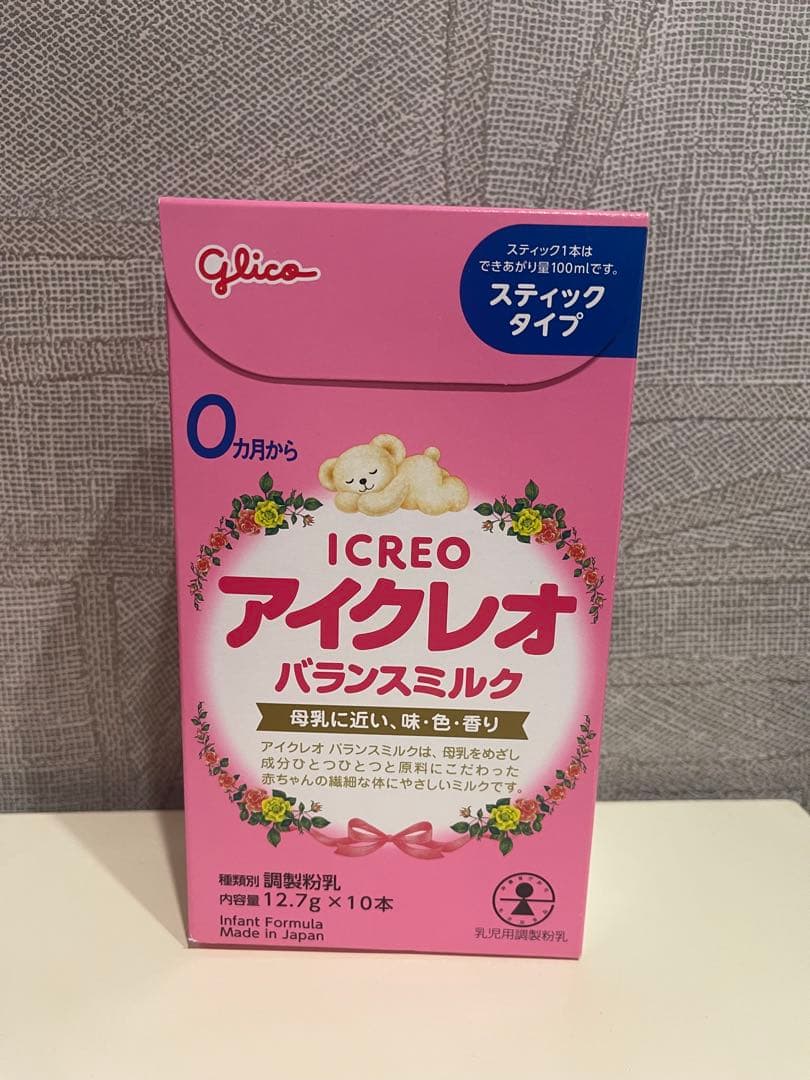 glico
スティック1本は
できあがり量100mlです。
スティック
タイプ
0カ月から
ICREO
アイクレオ
バランスミルク
母乳に近い、味・色・香り
アイクレオ バランスミルクは、母乳をめざし
成分ひとつひとつと原料にこだわった
赤ちゃんの繊細な体にやさしいミルクです。
種類別 調製粉乳
内容量 12.7g×10本
Infant Formula
Made in Japan
乳児用調製粉乳